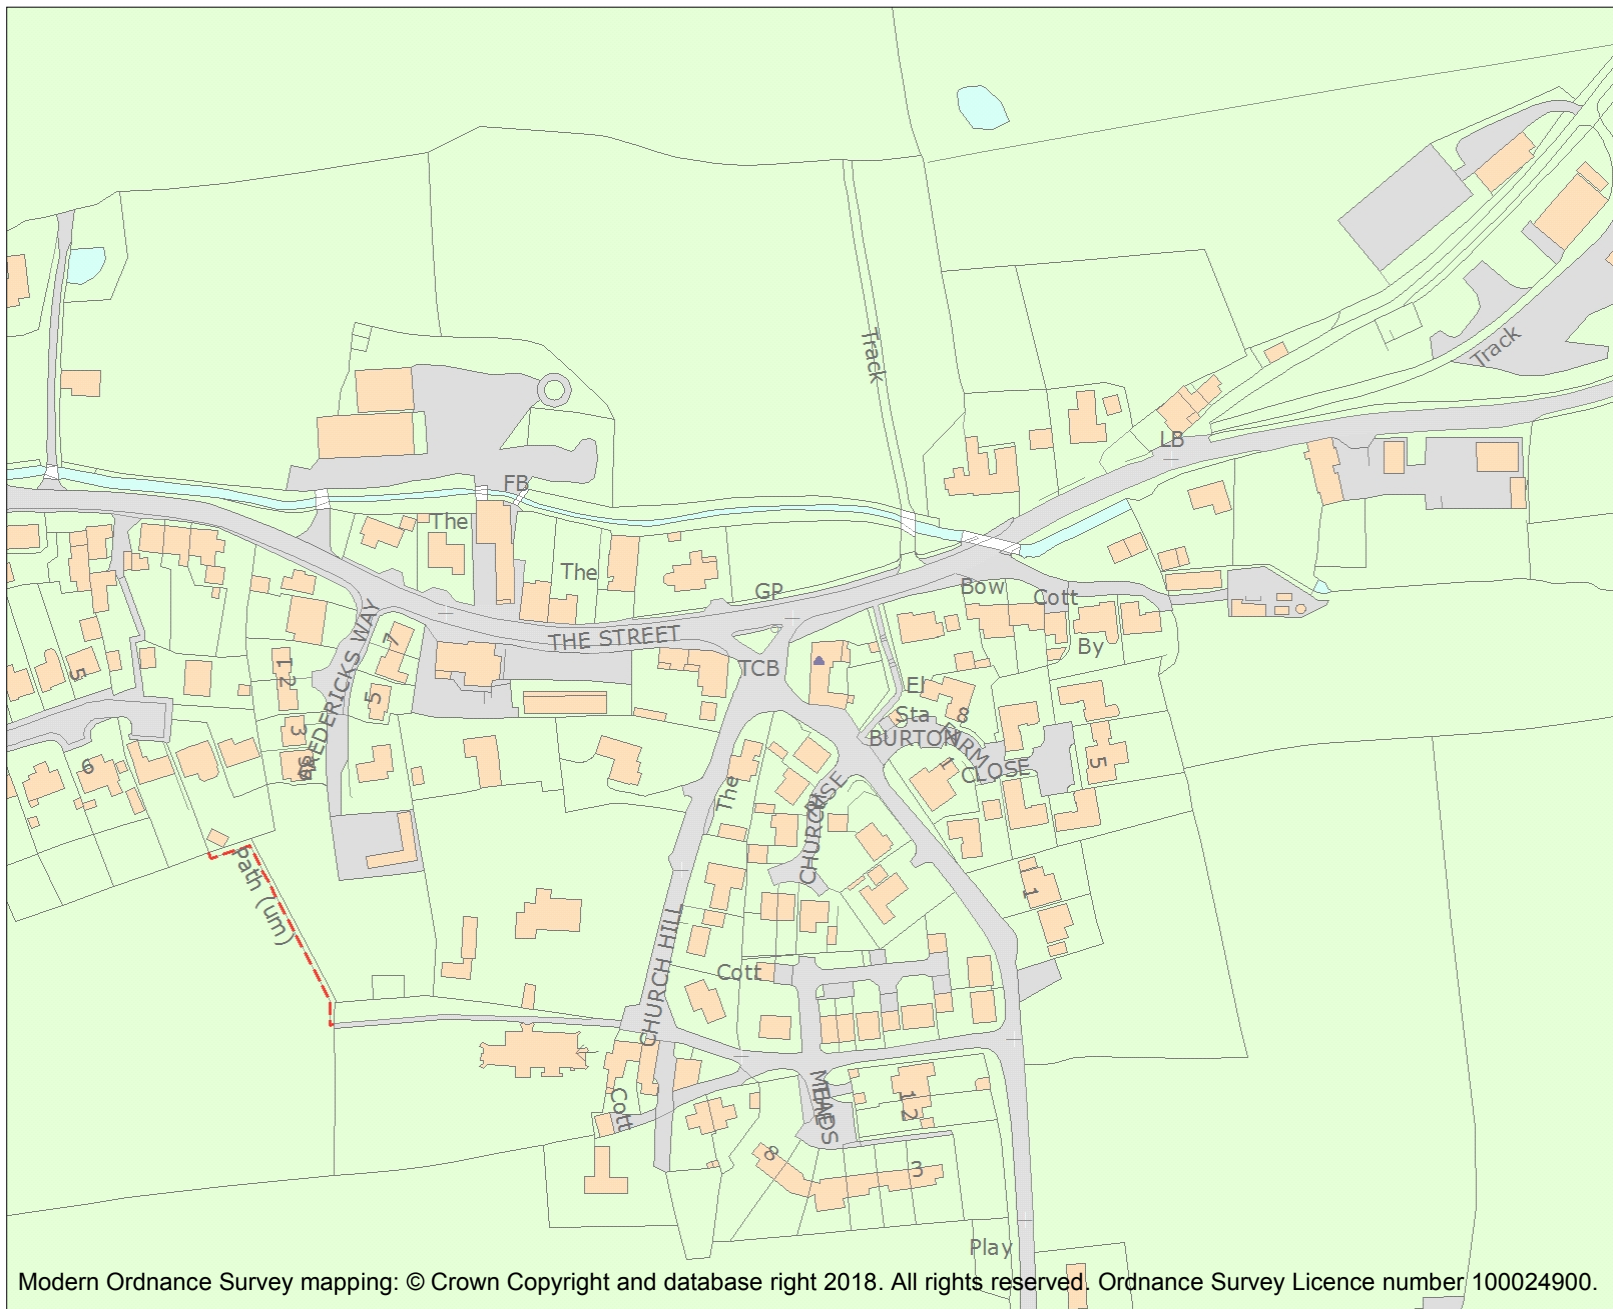 Track
Track
LB
FB
The
The
GP
Bow
Cott
THE STREET
By
TCB
7
12
5
5
3
FREDERICKS WAY
El
Sta
8
BURTON
FARM
CLOSE
1
5
6
The
CHURCH
CLOSE
Path (um)
1
CHURCH HILL
Cott
Cott
THE
MEADS
1
2
8
3
Play
Modern Ordnance Survey mapping: © Crown Copyright and database right 2018. All rights reserved. Ordnance Survey Licence number 100024900.